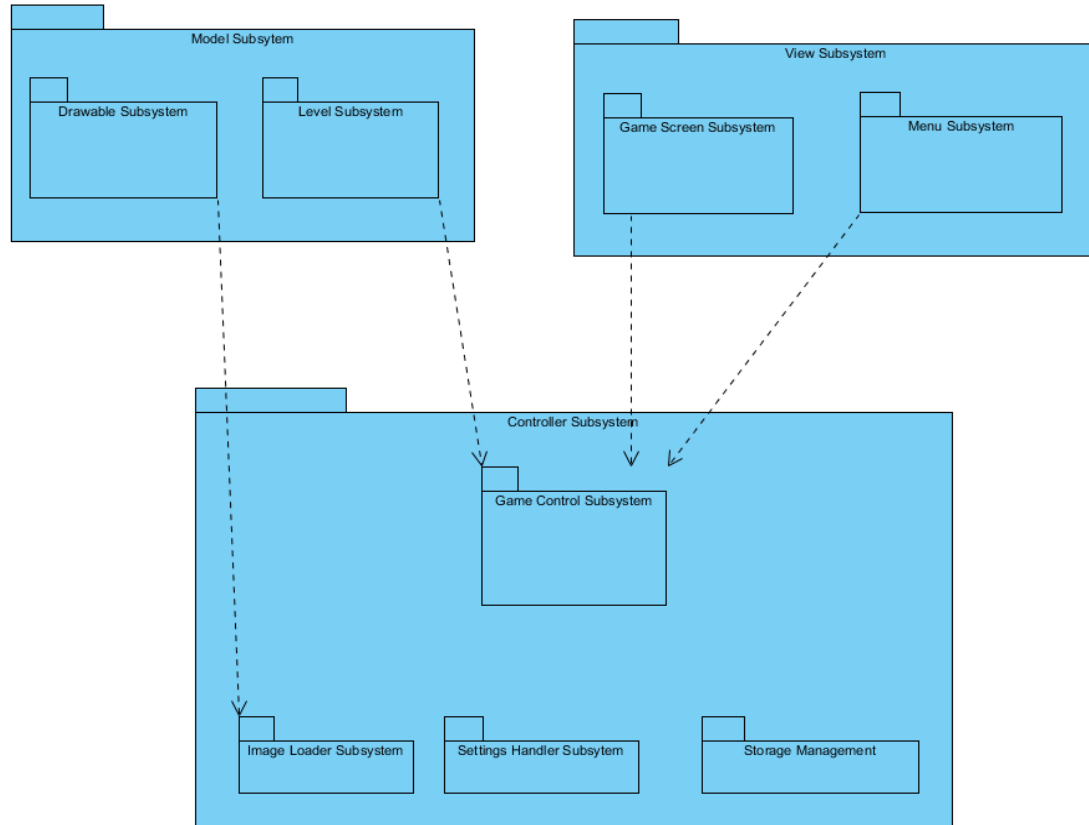 Model Subsytem
View Subsystem
Drawable Subsystem
Level Subsystem
Game Screen Subsystem
Menu Subsystem
Controller Subsystem
Game Control Subsystem
Image Loader Subsystem
Settings Handler Subsytem
Storage Management